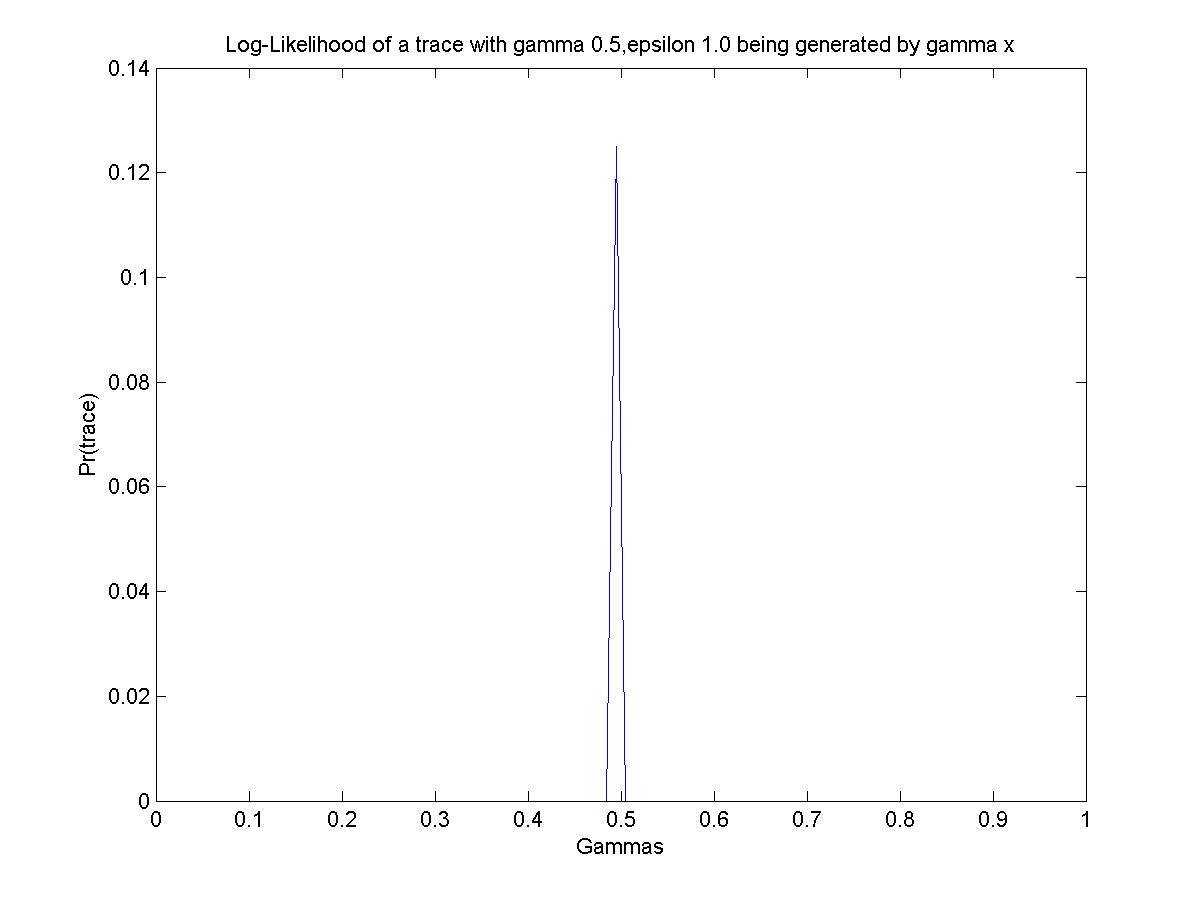 Log-Likelihood of a trace with gamma 0.5,epsilon 1.0 being generated by gamma x
0.14
0.12
0.1
0.08
0.06
0.04
0.02
0
Pr(trace)
0 0.1 0.2 0.3 0.4 0.5 0.6 0.7 0.8 0.9 1
Gammas